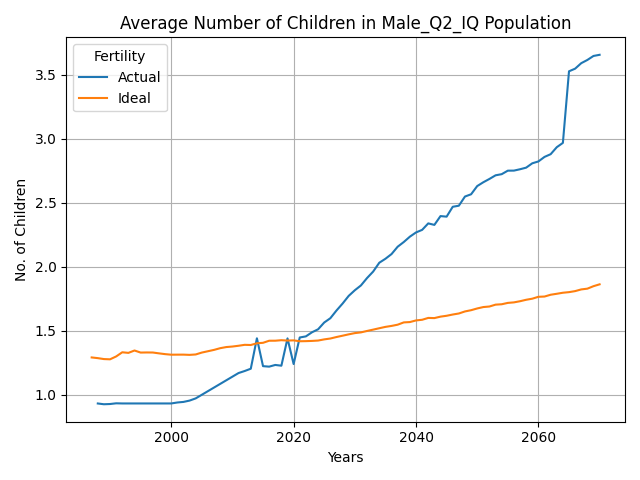 Average Number of Children in Male_Q2_IQ Population
Fertility
Actual
Ideal
No. of Children
3.5
3.0
2.5
2.0
1.5
1.0
2000
2020
2040
2060
Years